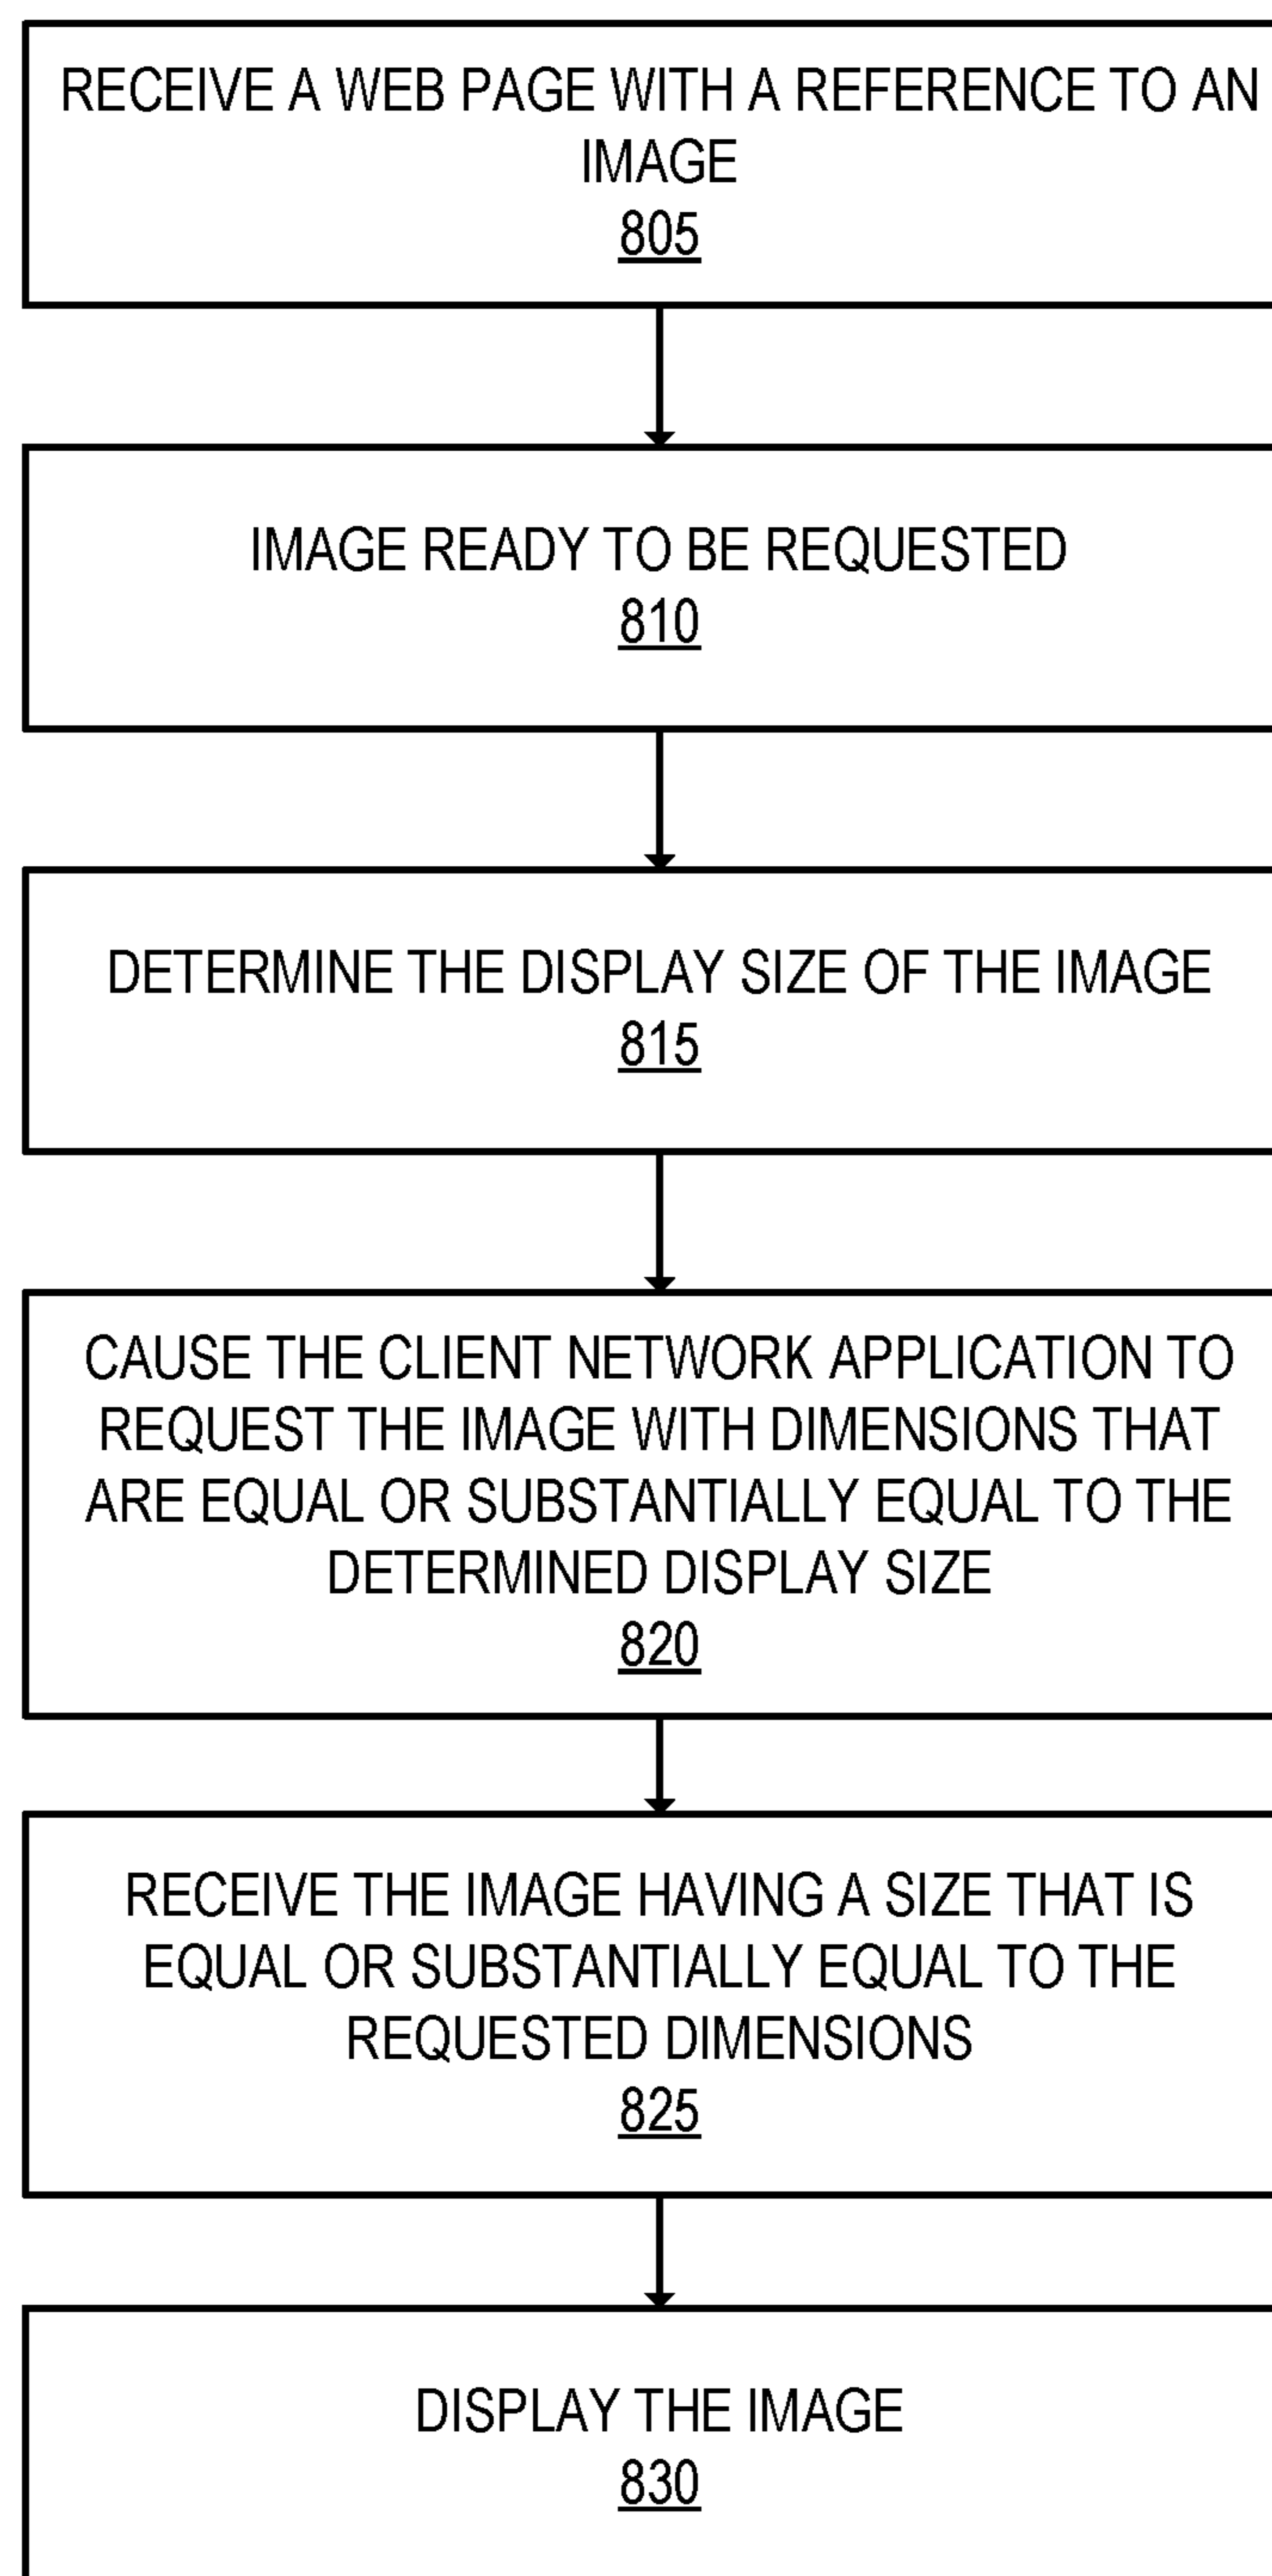 RECEIVE A WEB PAGE WITH A REFERENCE TO AN
IMAGE
805
IMAGE READY TO BE REQUESTED
810
DETERMINE THE DISPLAY SIZE OF THE IMAGE
815
CAUSE THE CLIENT NETWORK APPLICATION TO
REQUEST THE IMAGE WITH DIMENSIONS THAT
ARE EQUAL OR SUBSTANTIALLY EQUAL TO THE
DETERMINED DISPLAY SIZE
820
RECEIVE THE IMAGE HAVING A SIZE THAT IS
EQUAL OR SUBSTANTIALLY EQUAL TO THE
REQUESTED DIMENSIONS
825
DISPLAY THE IMAGE
830